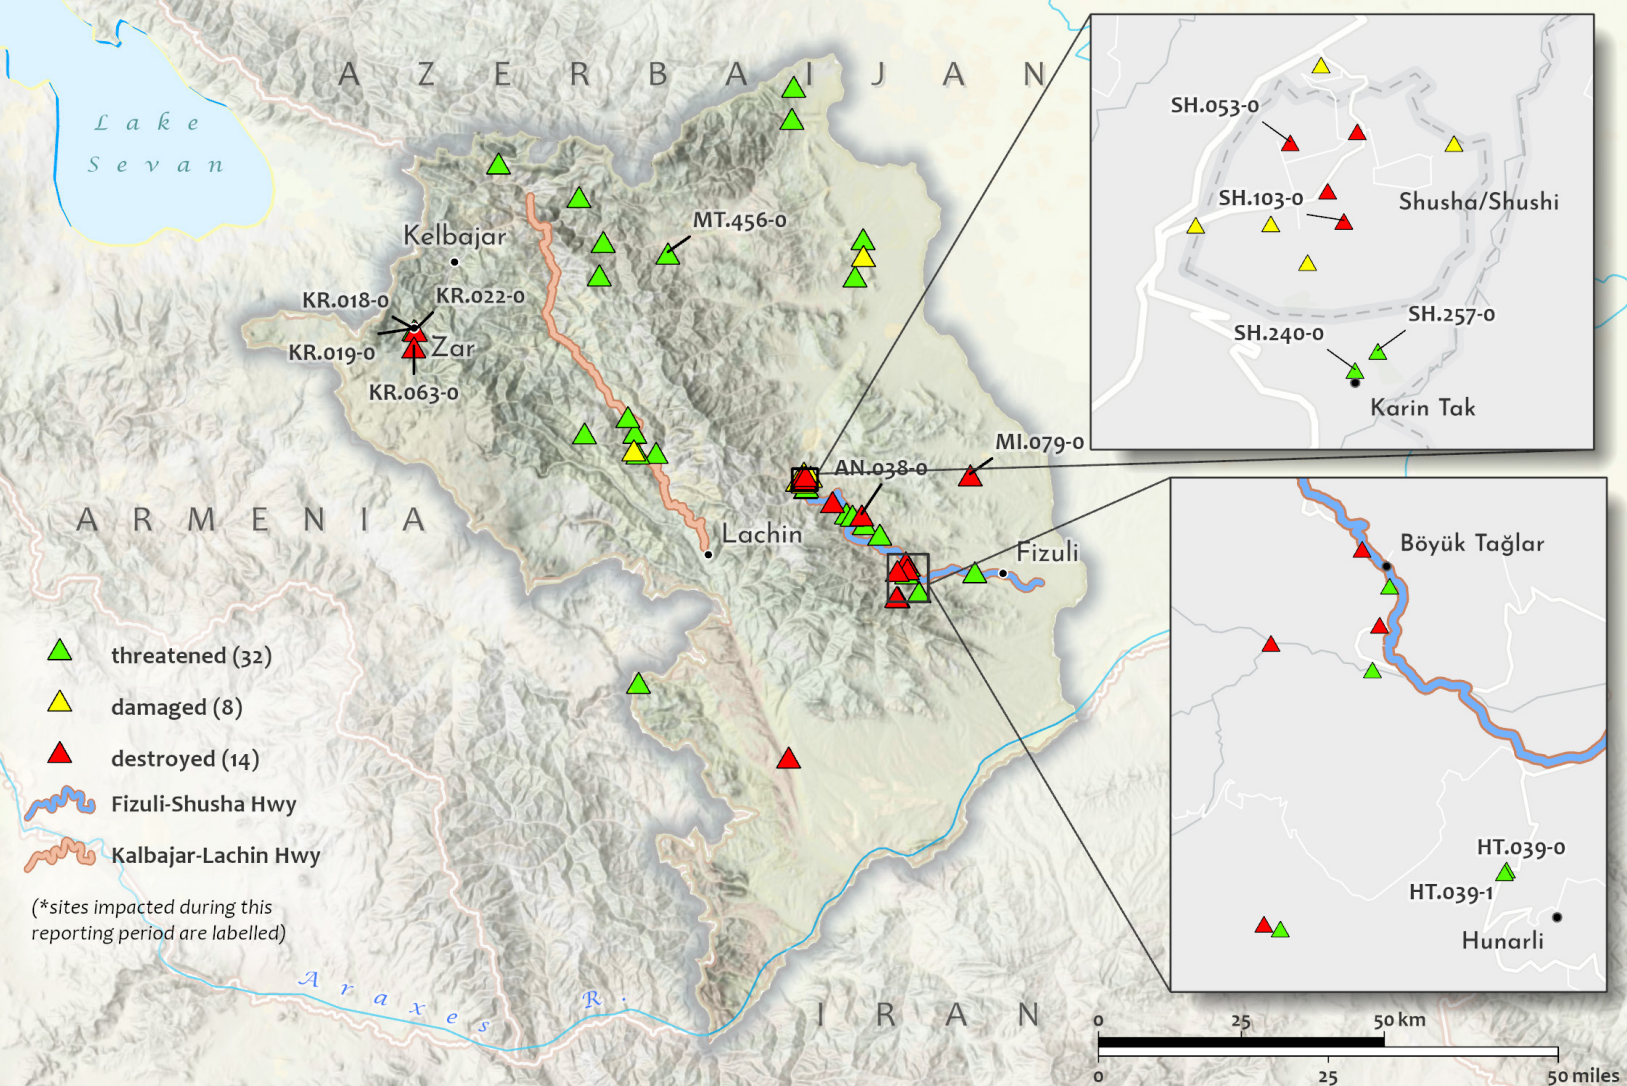 A Z E R B A I J A N
Lake
Sevan
Kelbajar
MT.456-0
KR.018-0
KR.022-0
KR.019-0
Zar
KR.063-0
ARMENIA
Lachin
AN.038-0
MI.079-0
Fizuli
threatened (32)
damaged (8)
destroyed (14)
Fizuli-Shusha Hwy
Kalbajar-Lachin Hwy
(*sites impacted during this
reporting period are labelled)
Araxes R.
IRAN
SH.053-0
SH.103-0
Shusha/Shushi
SH.257-0
SH.240-0
Karin Tak
Böyük Tağlar
HT.039-0
HT.039-1
Hunarli
0 25 50 km
0 25 50 miles